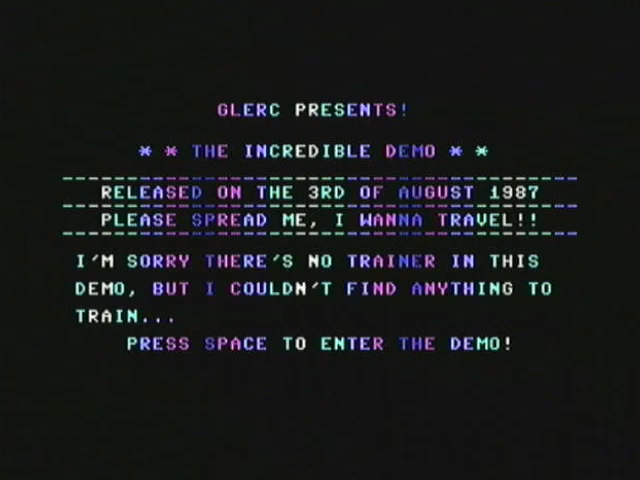 GLERC PRESENTS!
* * THE INCREDIBLE DEMO * *
RELEASED ON THE 3RD OF AUGUST 1987
PLEASE SPREAD ME, I WANNA TRAVEL!!
I'M SORRY THERE'S NO TRAINER IN THIS
DEMO, BUT I COULDN'T FIND ANYTHING TO
TRAIN...
PRESS SPACE TO ENTER THE DEMO!